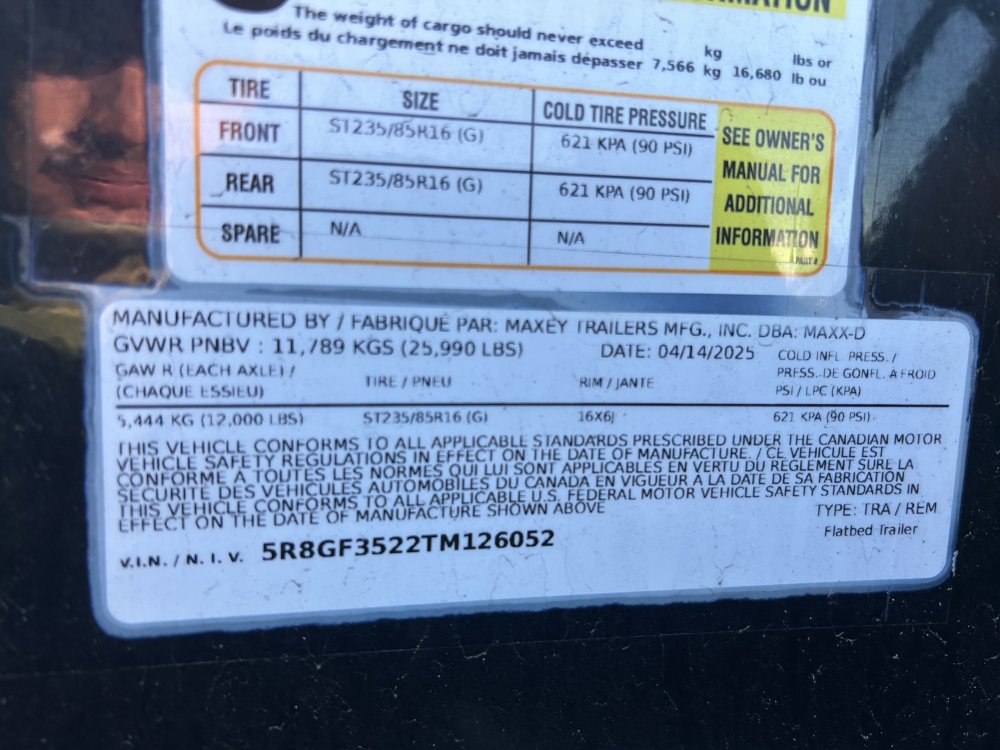 The weight of cargo should never exceed kg lbs or
Le poids du chargement ne doit jamais dépasser 7,566 kg 16,680 lb ou
TIRE SIZE COLD TIRE PRESSURE
FRONT ST235/85R16 (G) 621 KPA (90 PSI)
REAR ST235/85R16 (G) 621 KPA (90 PSI)
SPARE N/A N/A
SEE OWNER'S
MANUAL FOR
ADDITIONAL
INFORMATION
PART #
MANUFACTURED BY / FABRIQUE PAR: MAXEY TRAILERS MFG., INC. DBA: MAXX-D
GVWR PNBV : 11,789 KGS (25,990 LBS) DATE: 04/14/2025
GAW R (EACH AXLE) /
(CHAQUE ESSIEU)
TIRE / PNEU
RIM / JANTE
COLD INFL. PRESS. /
PRESS. DE GONFL. A FROID
PSI / LPC (KPA)
5,444 KG (12,000 LBS) ST235/85R16 (G) 16X6J 621 KPA (90 PSI)
THIS VEHICLE CONFORMS TO ALL APPLICABLE STANDARDS PRESCRIBED UNDER THE CANADIAN MOTOR
VEHICLE SAFETY REGULATIONS IN EFFECT ON THE DATE OF MANUFACTURE. / CE VEHICULE EST
CONFORME A TOUTES LES NORMES QUI LUI SONT APPLICABLES EN VERTU DU REGLEMENT SURE LA
SECURITE DES VEHICULES AUTOMOBILES DU CANADA EN VIGUEUR A LA DATE DE SA FABRICATION
THIS VEHICLE CONFORMS TO ALL APPLICABLE U.S. FEDERAL MOTOR VEHICLE SAFETY STANDARDS IN
EFFECT ON THE DATE OF MANUFACTURE SHOWN ABOVE
TYPE: TRA / REM
Flatbed Trailer
V.I.N. / N. I. V. 5R8GF3522TM126052